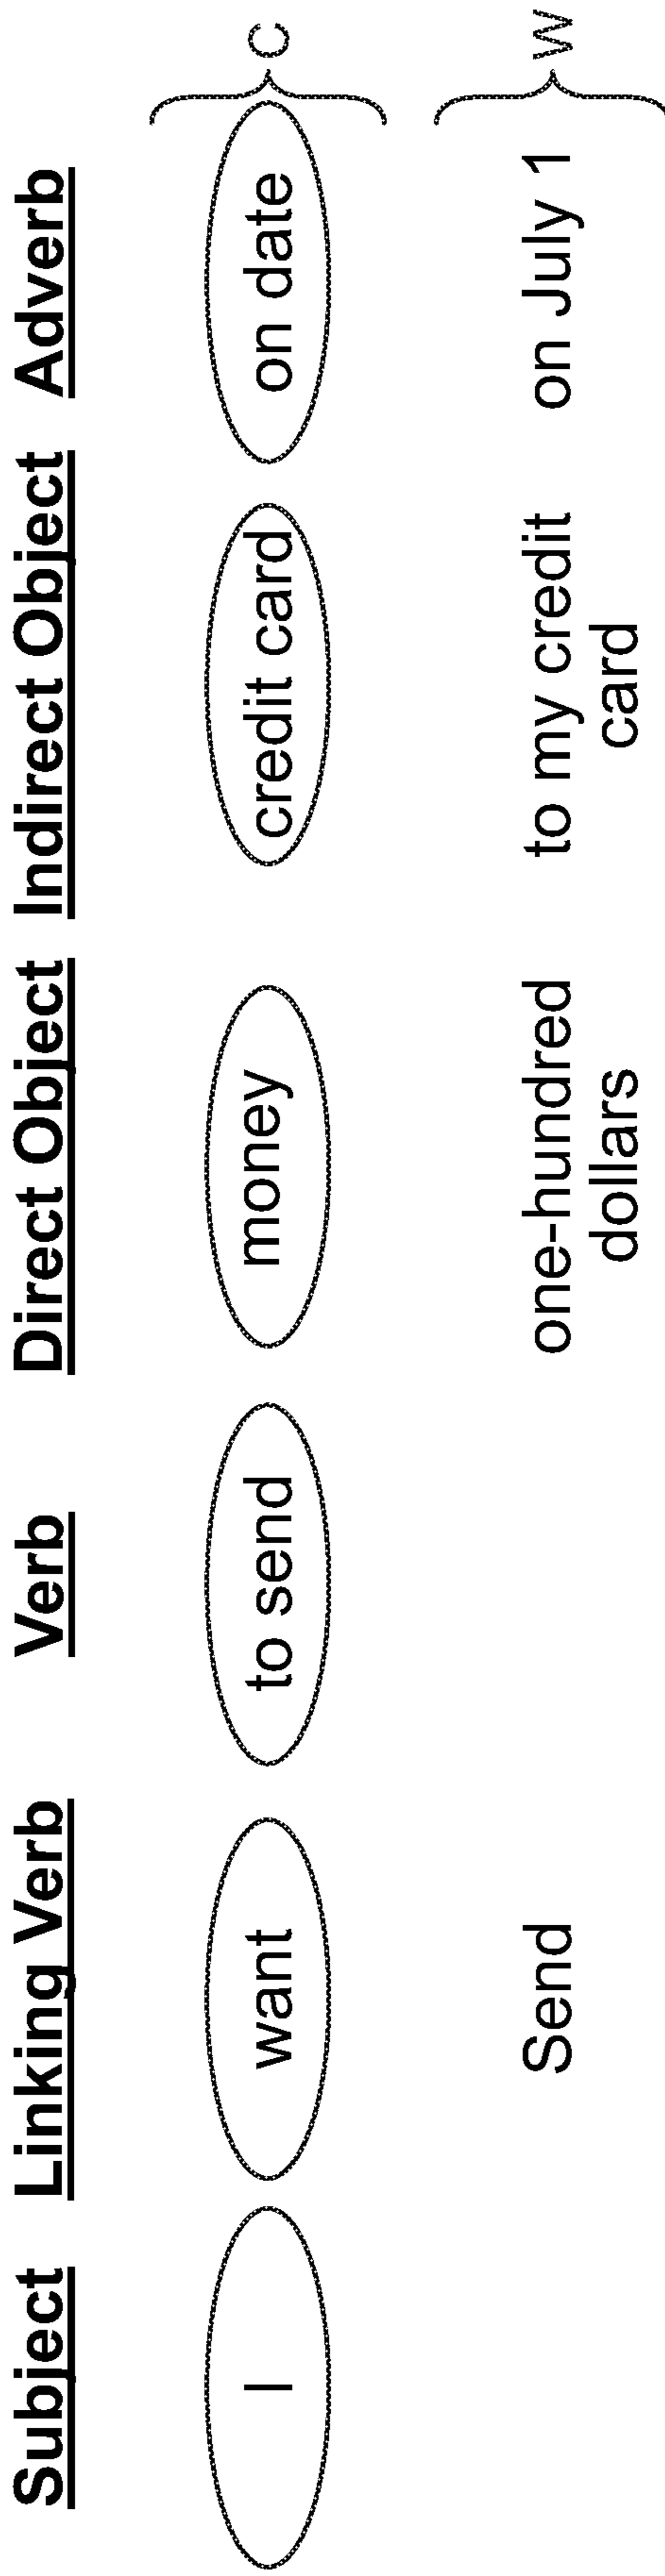 Subject Linking Verb Verb Direct Object Indirect Object Adverb
I want to send money credit card on date C
Send one-hundred dollars to my credit card on July 1 W